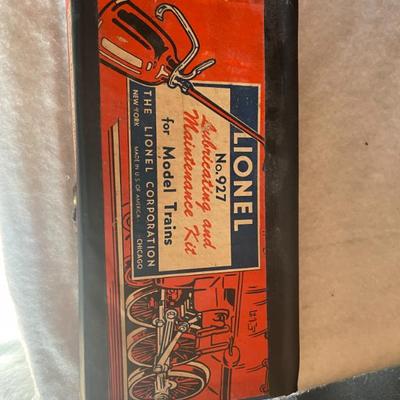 LIONEL
No. 927
Lubricating and
Maintenance Kit
for Model Trains
THE LIONEL CORPORATION
NEW YORK MADE IN U.S. OF AMERICA CHICAGO